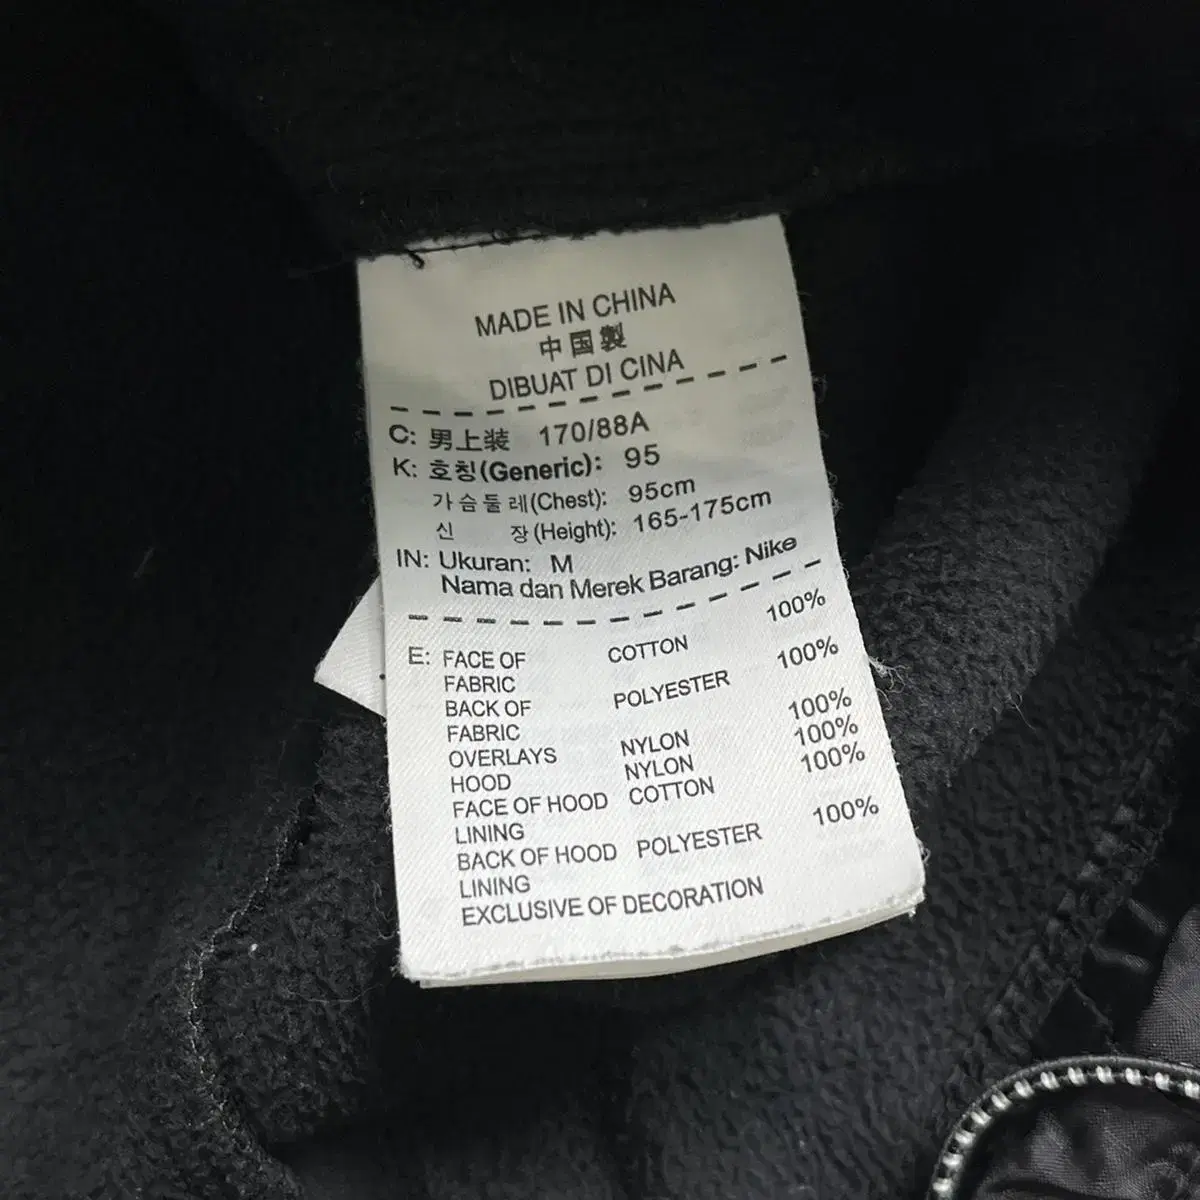 MADE IN CHINA
中国製
DIBUAT DI CINA
C: 男上装 170/88A
K: 호칭(Generic): 95
가슴둘레(Chest): 95cm
신 장(Height): 165-175cm
IN: Ukuran: M
Nama dan Merek Barang: Nike
E: FACE OF COTTON 100%
FABRIC
BACK OF POLYESTER 100%
FABRIC
OVERLAYS NYLON 100%
HOOD NYLON 100%
FACE OF HOOD COTTON 100%
LINING
BACK OF HOOD POLYESTER 100%
LINING
EXCLUSIVE OF DECORATION